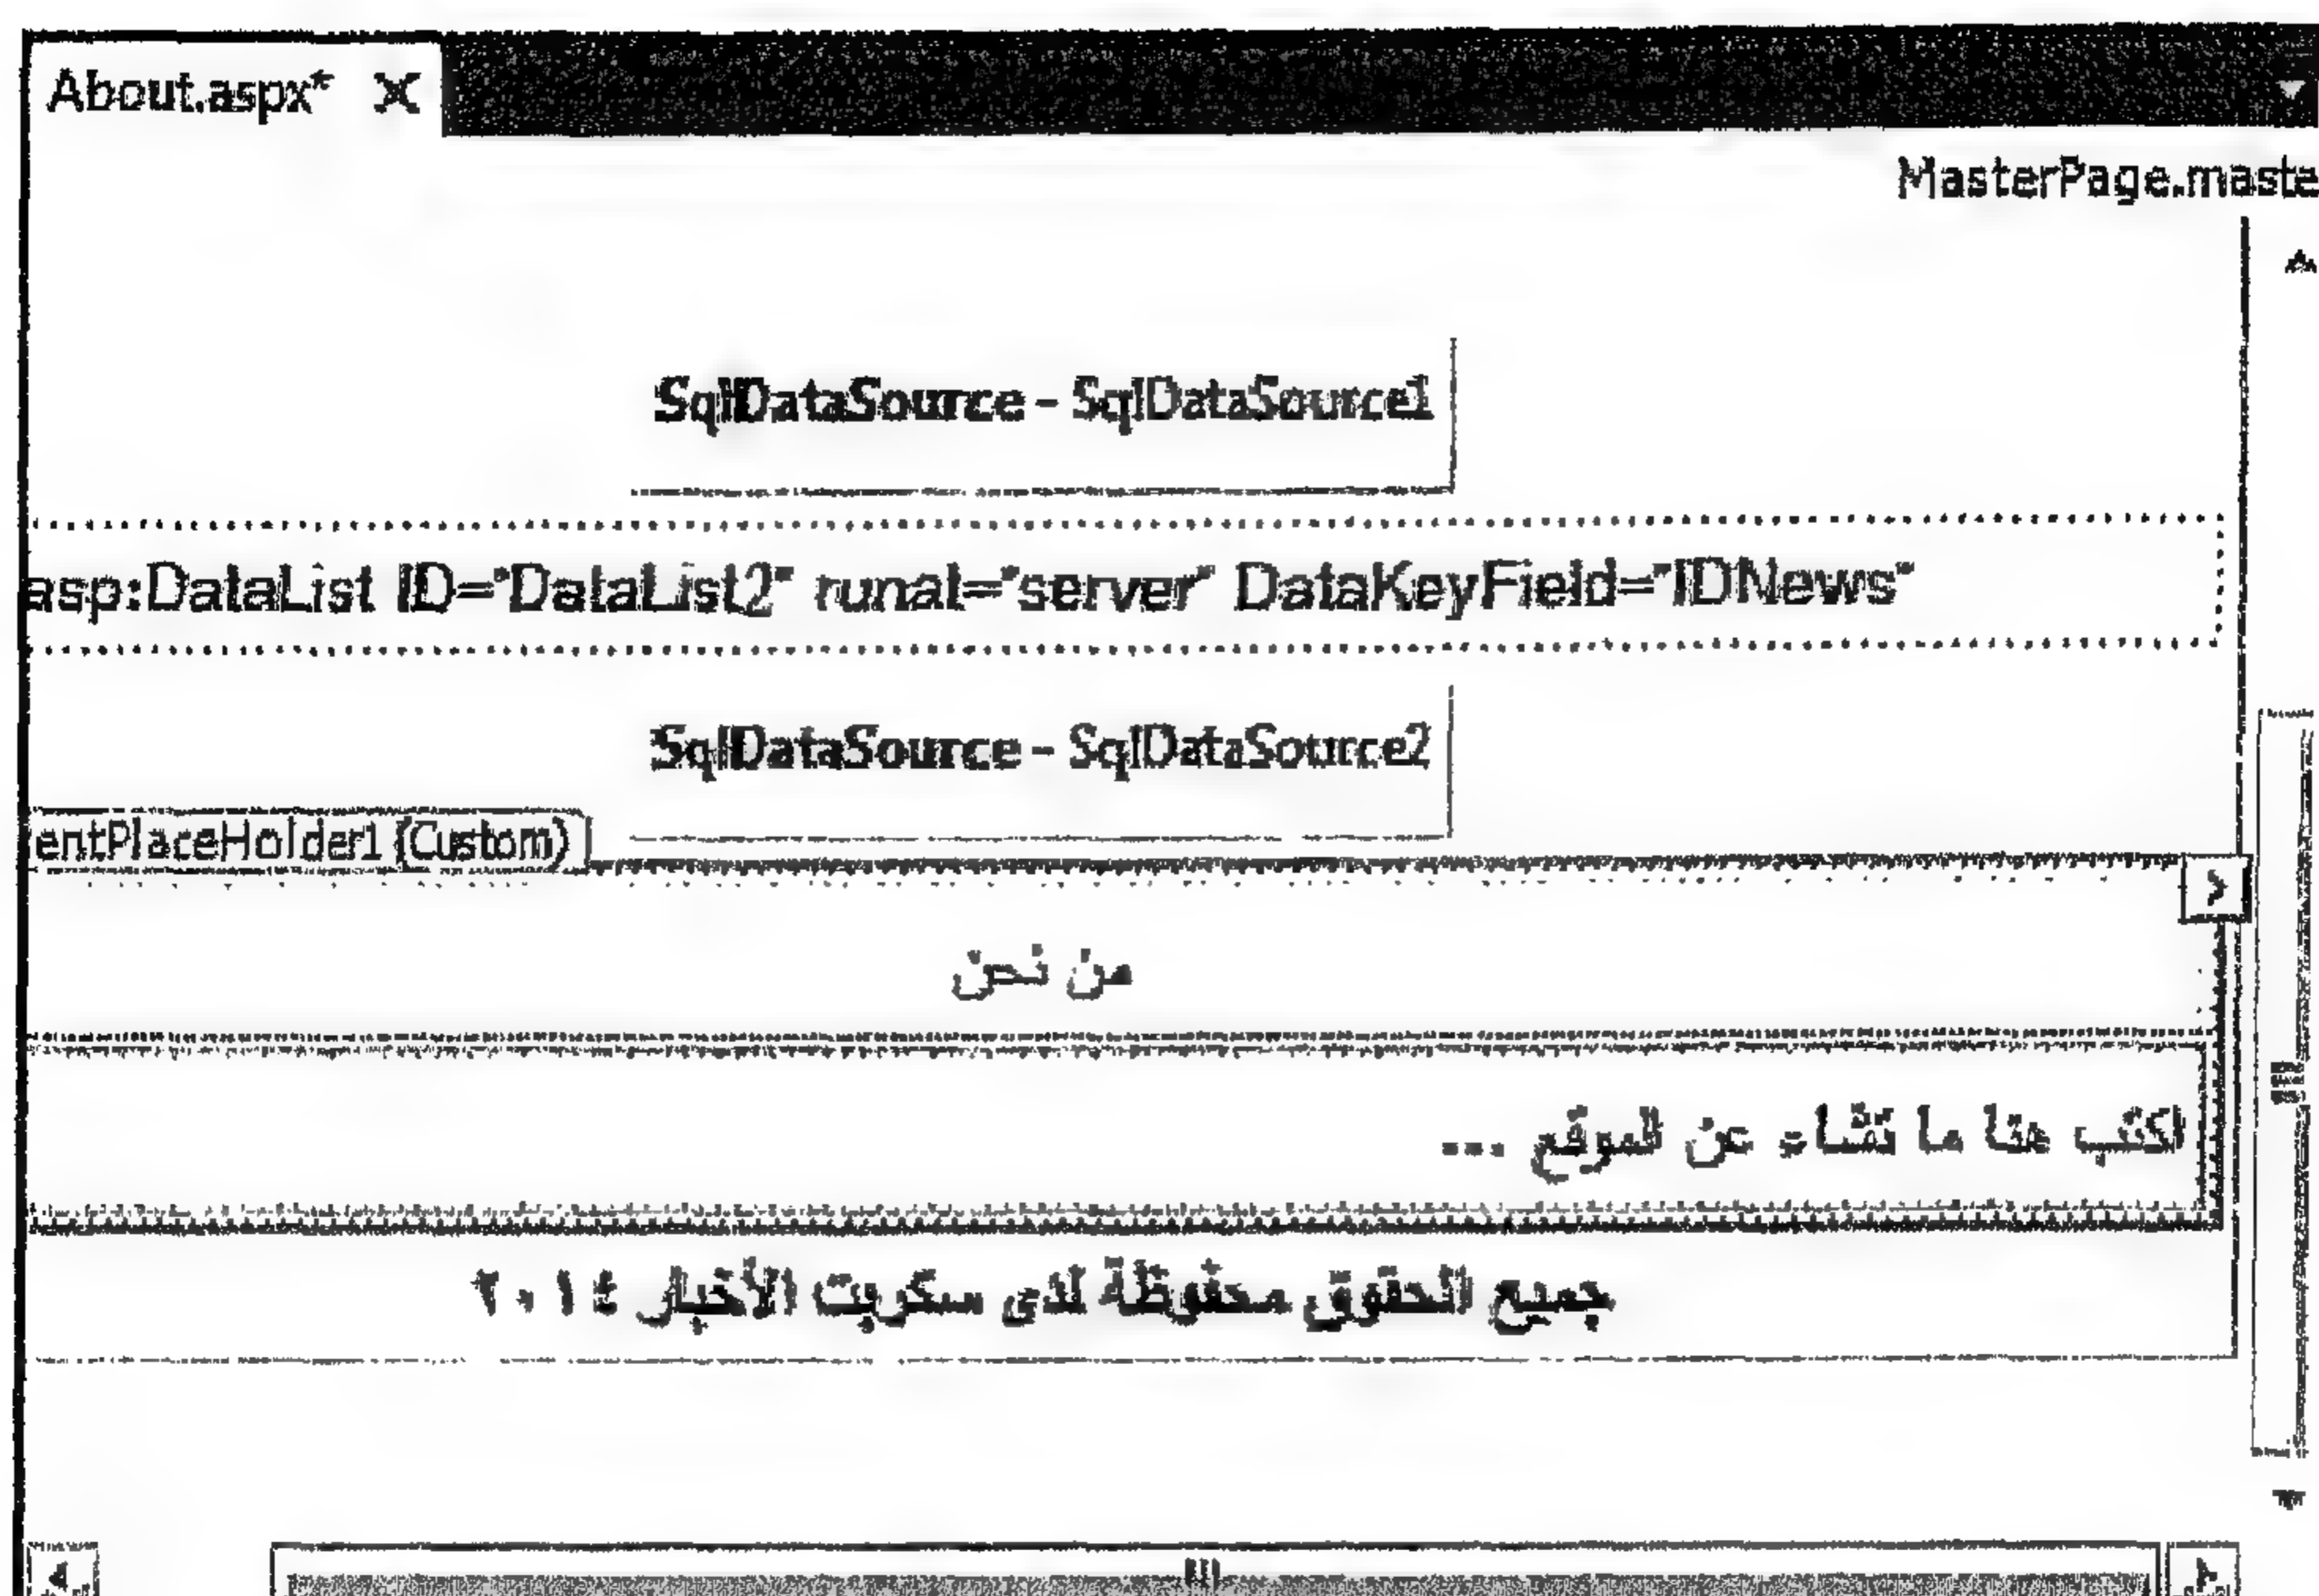 About.aspx* X
MasterPage.maste
SqlDataSource - SqlDataSource1
asp:DataList ID="DataList2" runat="server" DataKeyField="IDNews"
SqlDataSource - SqlDataSource2
entPlaceHolder1 (Custom)
من نحن
اكتب هنا ما تشاء عن الموقع ...
جميع الحقوق محفوظة لدى سكربت الأخبار ٢٠١٤